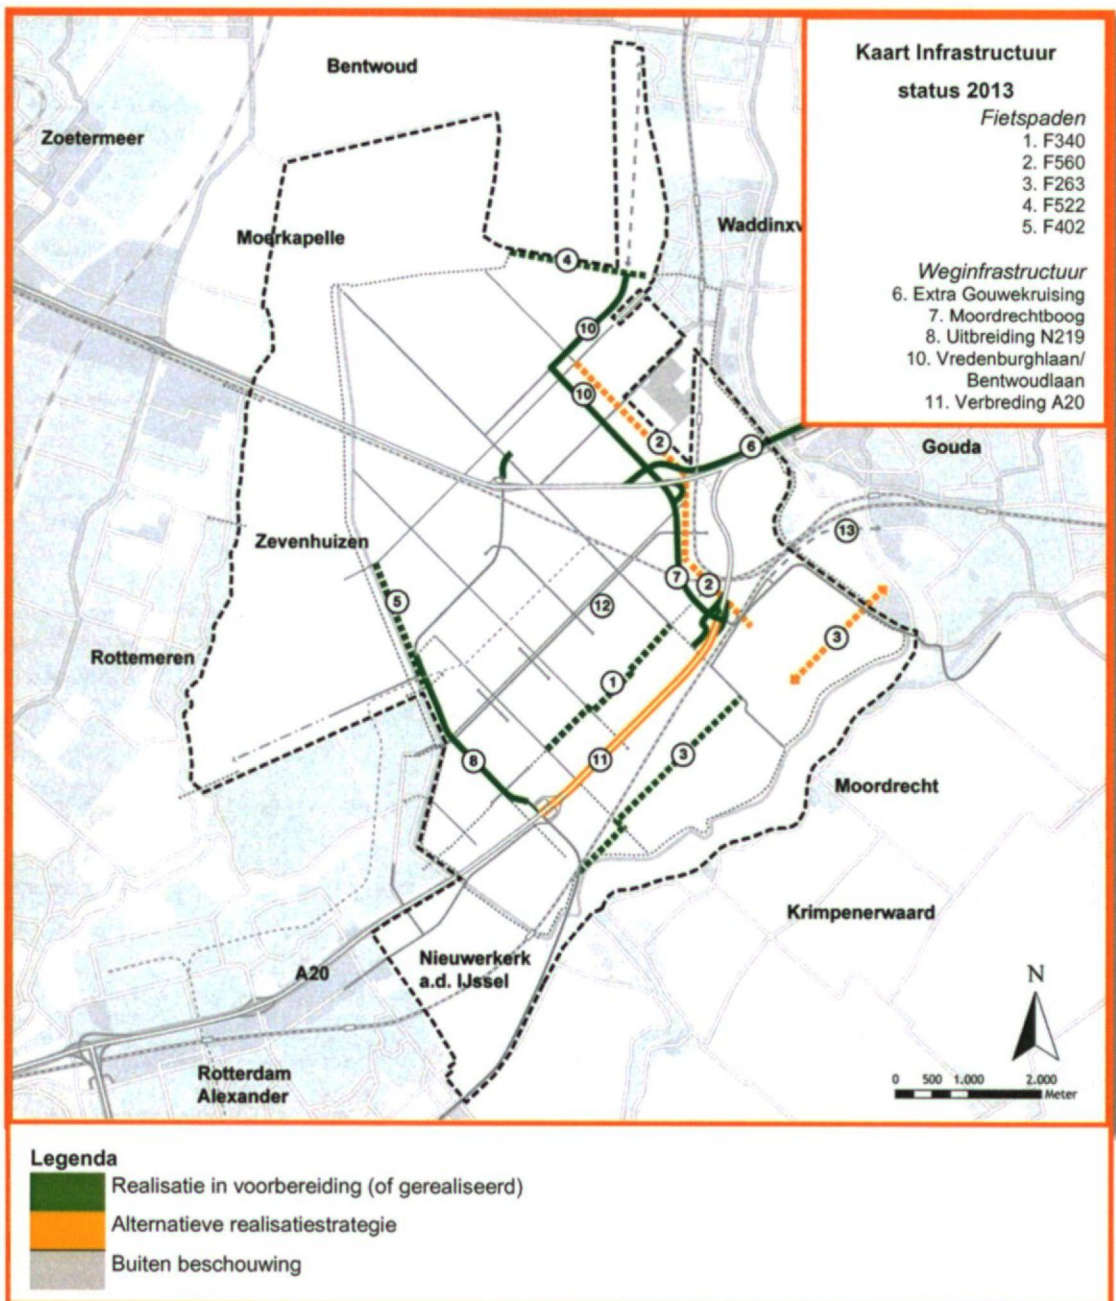 Kaart Infrastructuur
status 2013
Fietspaden
1. F340
2. F560
3. F263
4. F522
5. F402
Weginfrastructuur
6. Extra Gouwekruising
7. Moordrechtboog
8. Uitbreiding N219
10. Vredenburghlaan/
Bentwoudlaan
11. Verbreding A20
Bentwoud
Zoetermeer
Waddinxv
Moerkapelle
4
10
10
2
6
Gouda
13
Zevenhuizen
7
2
5
12
3
Rottemeren
1
3
8
11
Moordrecht
Krimpenerwaard
Nieuwerkerk
a.d. IJssel
A20
N
Rotterdam
Alexander
0 500 1.000 2.000
Meter
Legenda
Realisatie in voorbereiding (of gerealiseerd)
Alternatieve realisatiestrategie
Buiten beschouwing